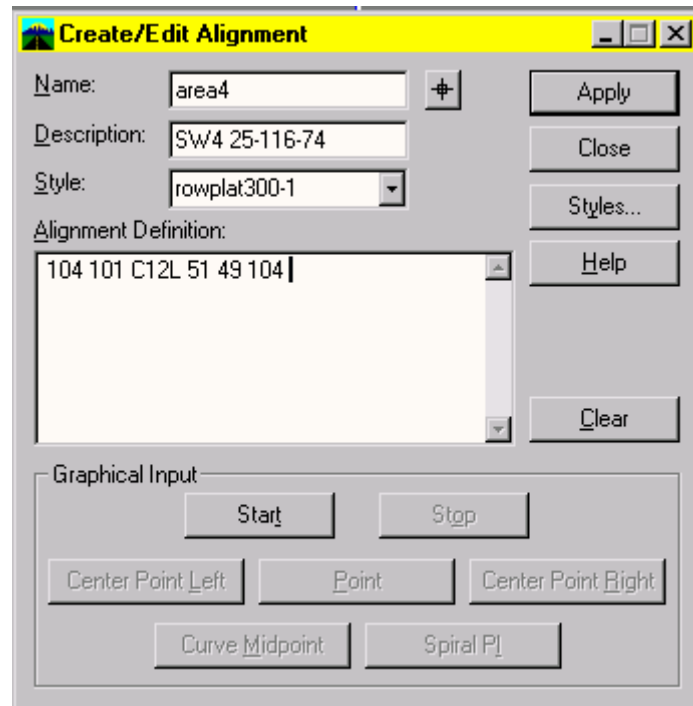 Create/Edit Alignment
Name: area4
Apply
Description: SW4 25-116-74
Close
Style: rowplat300-1
Styles...
Alignment Definition:
Help
104 101 C12L 51 49 104
Clear
Graphical Input
Start Stop
Center Point Left Point Center Point Right
Curve Midpoint Spiral PI